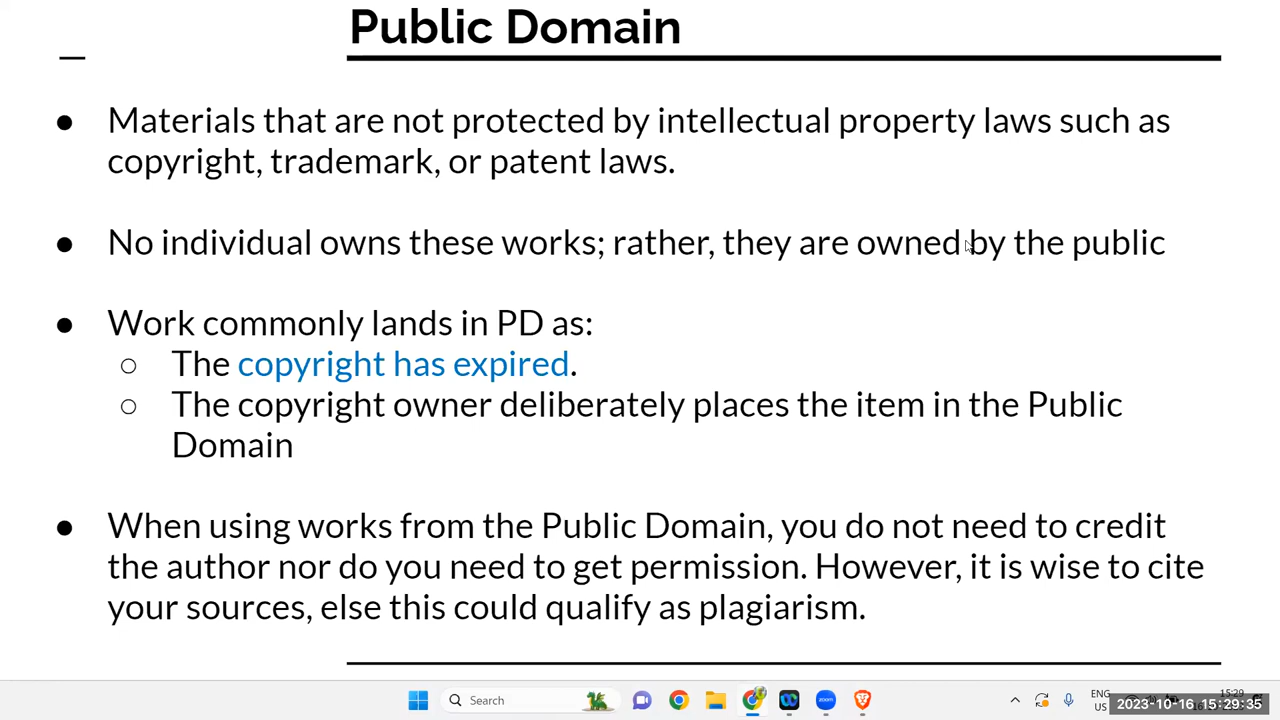 Public Domain
● Materials that are not protected by intellectual property laws such as
copyright, trademark, or patent laws.
● No individual owns these works; rather, they are owned by the public
● Work commonly lands in PD as:
○ The copyright has expired.
○ The copyright owner deliberately places the item in the Public
Domain
● When using works from the Public Domain, you do not need to credit
the author nor do you need to get permission. However, it is wise to cite
your sources, else this could qualify as plagiarism.
Search
zoom
ENG
US
15:29
2023-10-16 15:29:35